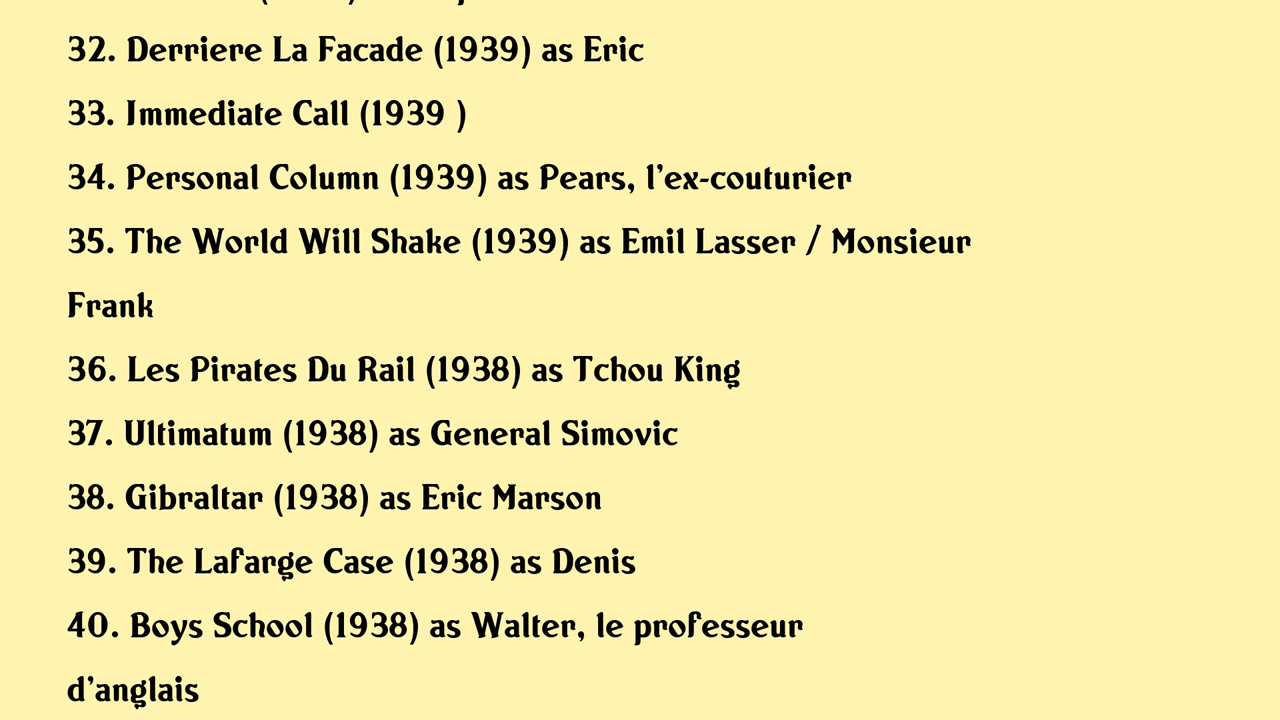 32. Derriere La Facade (1939) as Eric
33. Immediate Call (1939 )
34. Personal Column (1939) as Pears, l'ex-couturier
35. The World Will Shake (1939) as Emil Lasser / Monsieur
Frank
36. Les Pirates Du Rail (1938) as Tchou King
37. Ultimatum (1938) as General Simovic
38. Gibraltar (1938) as Eric Marson
39. The Lafarge Case (1938) as Denis
40. Boys School (1938) as Walter, le professeur
d'anglais